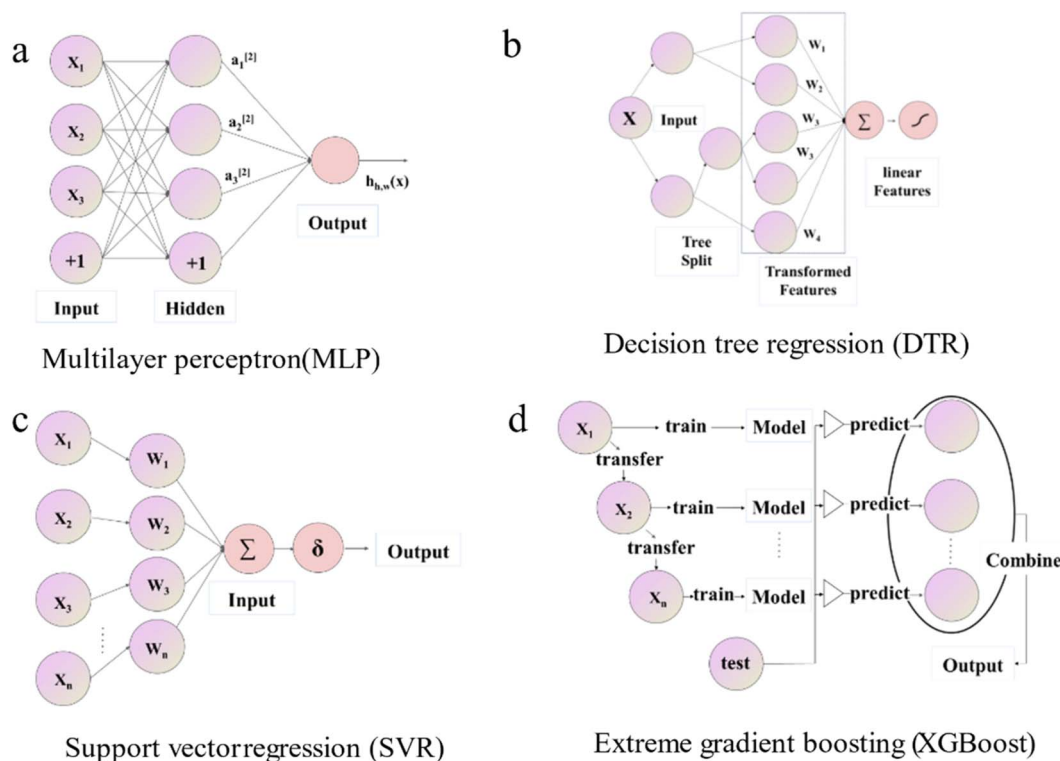 a
X1
X2
X3
+1
+1
a1[2]
a2[2]
a3[2]
hh,w(x)
Output
Input
Hidden
Multilayer perceptron(MLP)
b
X
Input
W1
W2
W3
W3
W4
Σ
linear
Features
Tree
Split
Transformed
Features
Decision tree regression (DTR)
c
X1
X2
X3
Xn
W1
W2
W3
Wn
Σ
δ
Output
Input
Support vector regression (SVR)
d
X1
train
Model
predict
transfer
X2
train
Model
predict
transfer
Xn
train
Model
predict
Combine
test
Output
Extreme gradient boosting (XGBoost)